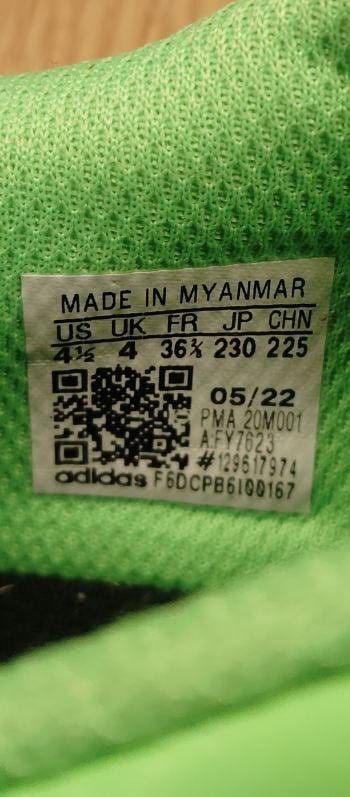 MADE IN MYANMAR
US UK FR JP CHN
4½ 4 36⅔ 230 225
05/22
PMA 20M001
A:FY7623
#129617974
adidas F6DCPB6I00167